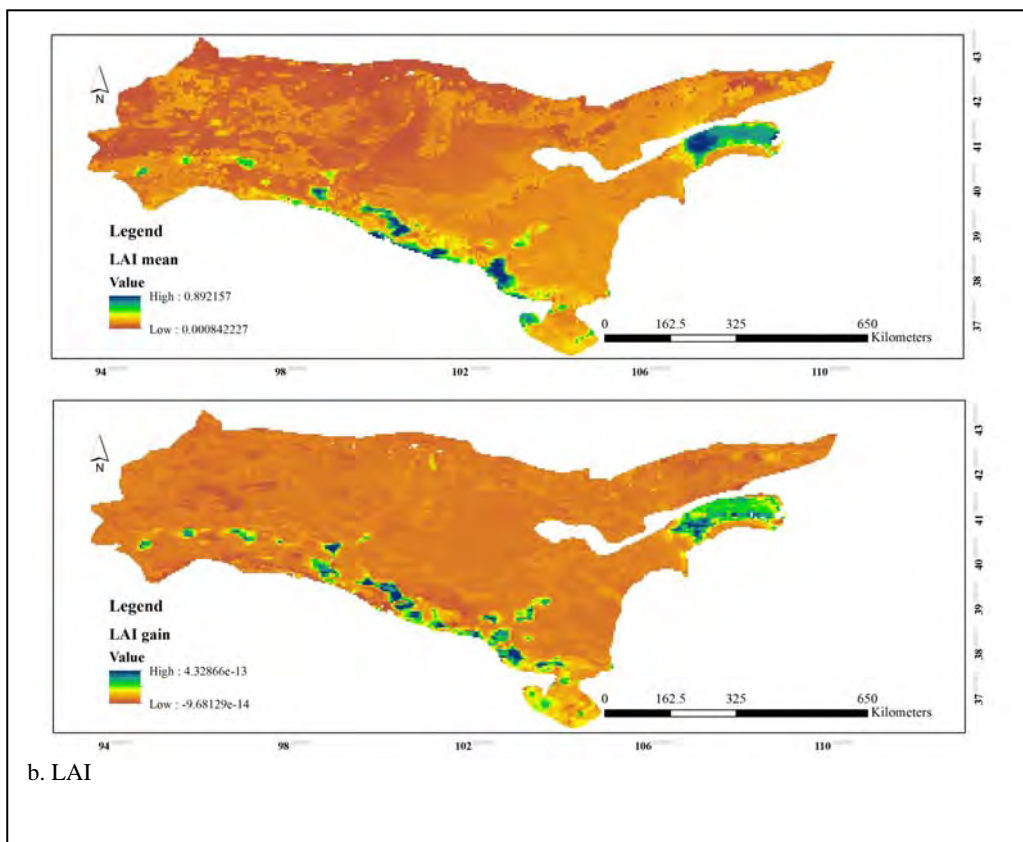 43
42
41
40
39
38
37
N
Legend
LAI mean
Value
High : 0.892157
Low : 0.000842227
0 162.5 325 650
Kilometers
94 98 102 106 110
43
42
41
40
39
38
37
N
Legend
LAI gain
Value
High : 4.32866e-13
Low : -9.68129e-14
0 162.5 325 650
Kilometers
94 98 102 106 110
b. LAI